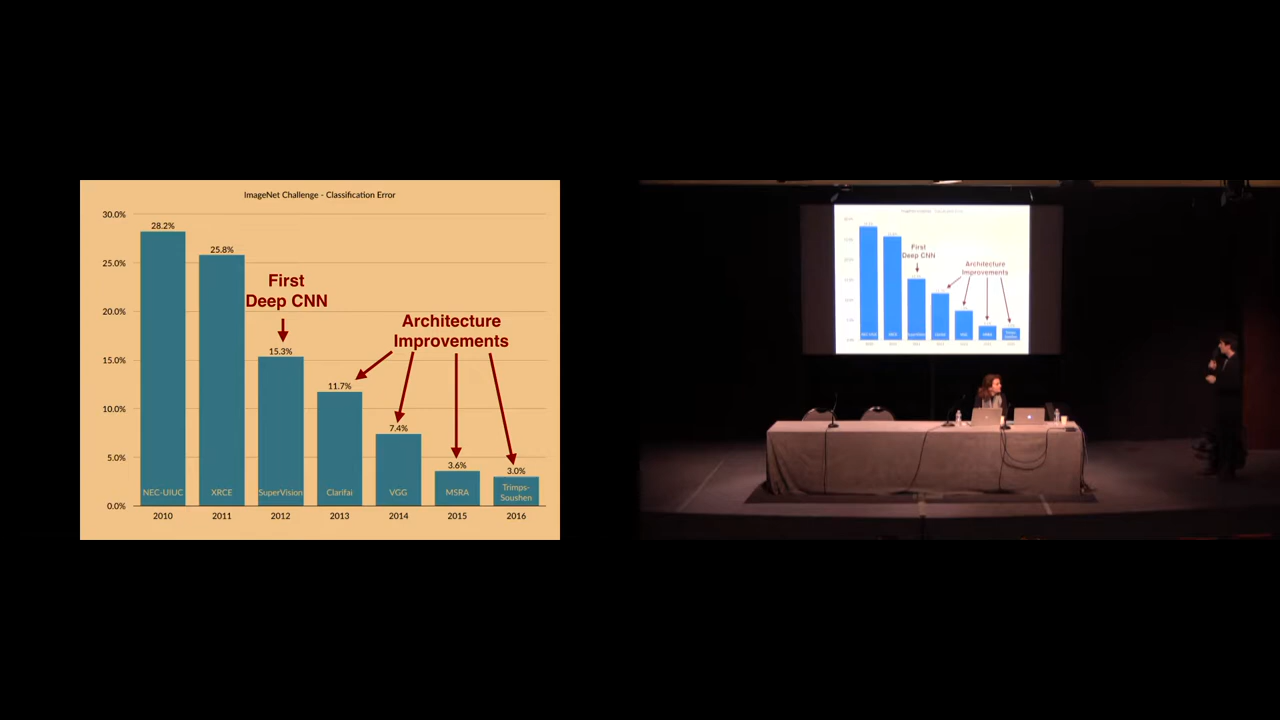 ImageNet Challenge - Classification Error
30.0%
25.0%
20.0%
15.0%
10.0%
5.0%
0.0%
28.2%
25.8%
First
Deep CNN
15.3%
11.7%
Architecture
Improvements
7.4%
3.6%
3.0%
NEC-UIUC
XRCE
SuperVision
Clarifai
VGG
MSRA
Trimps-
Soushen
2010
2011
2012
2013
2014
2015
2016
First
Deep CNN
Architecture
Improvements